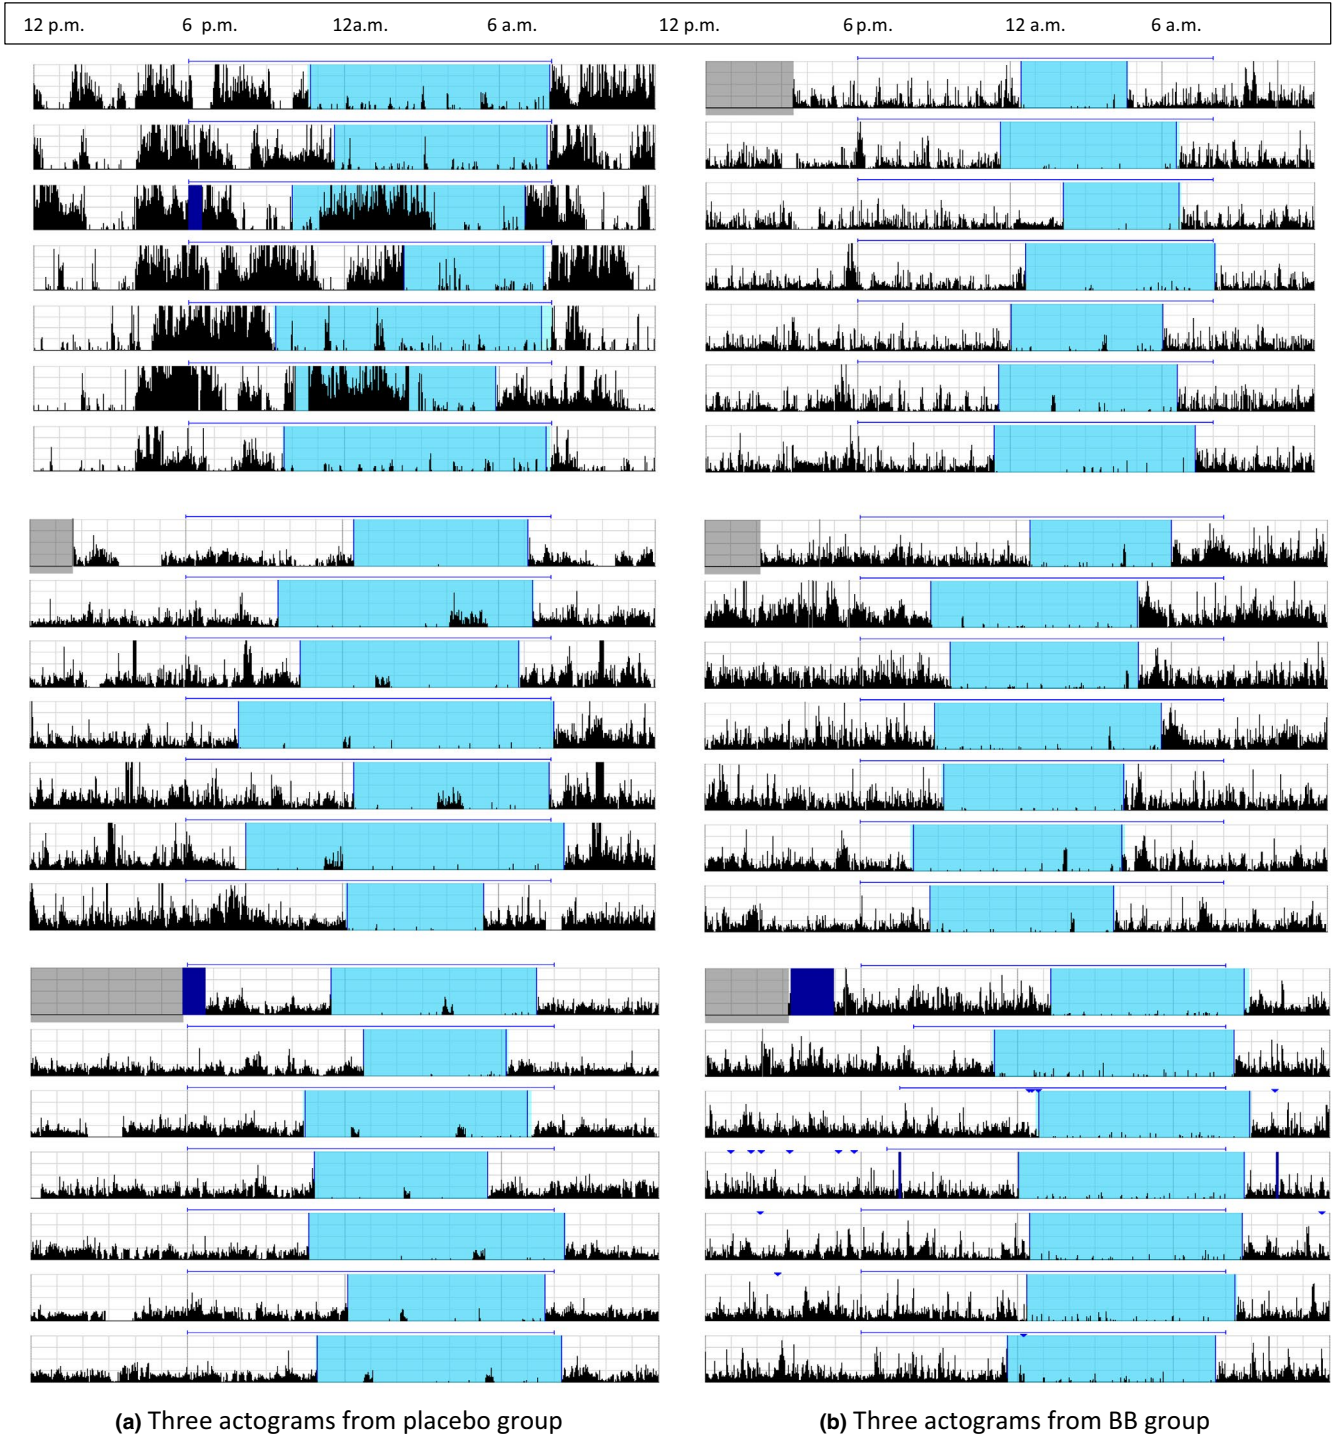 12 p.m. 6 p.m. 12a.m. 6 a.m. 12 p.m. 6 p.m. 12 a.m. 6 a.m.
(a) Three actograms from placebo group
(b) Three actograms from BB group